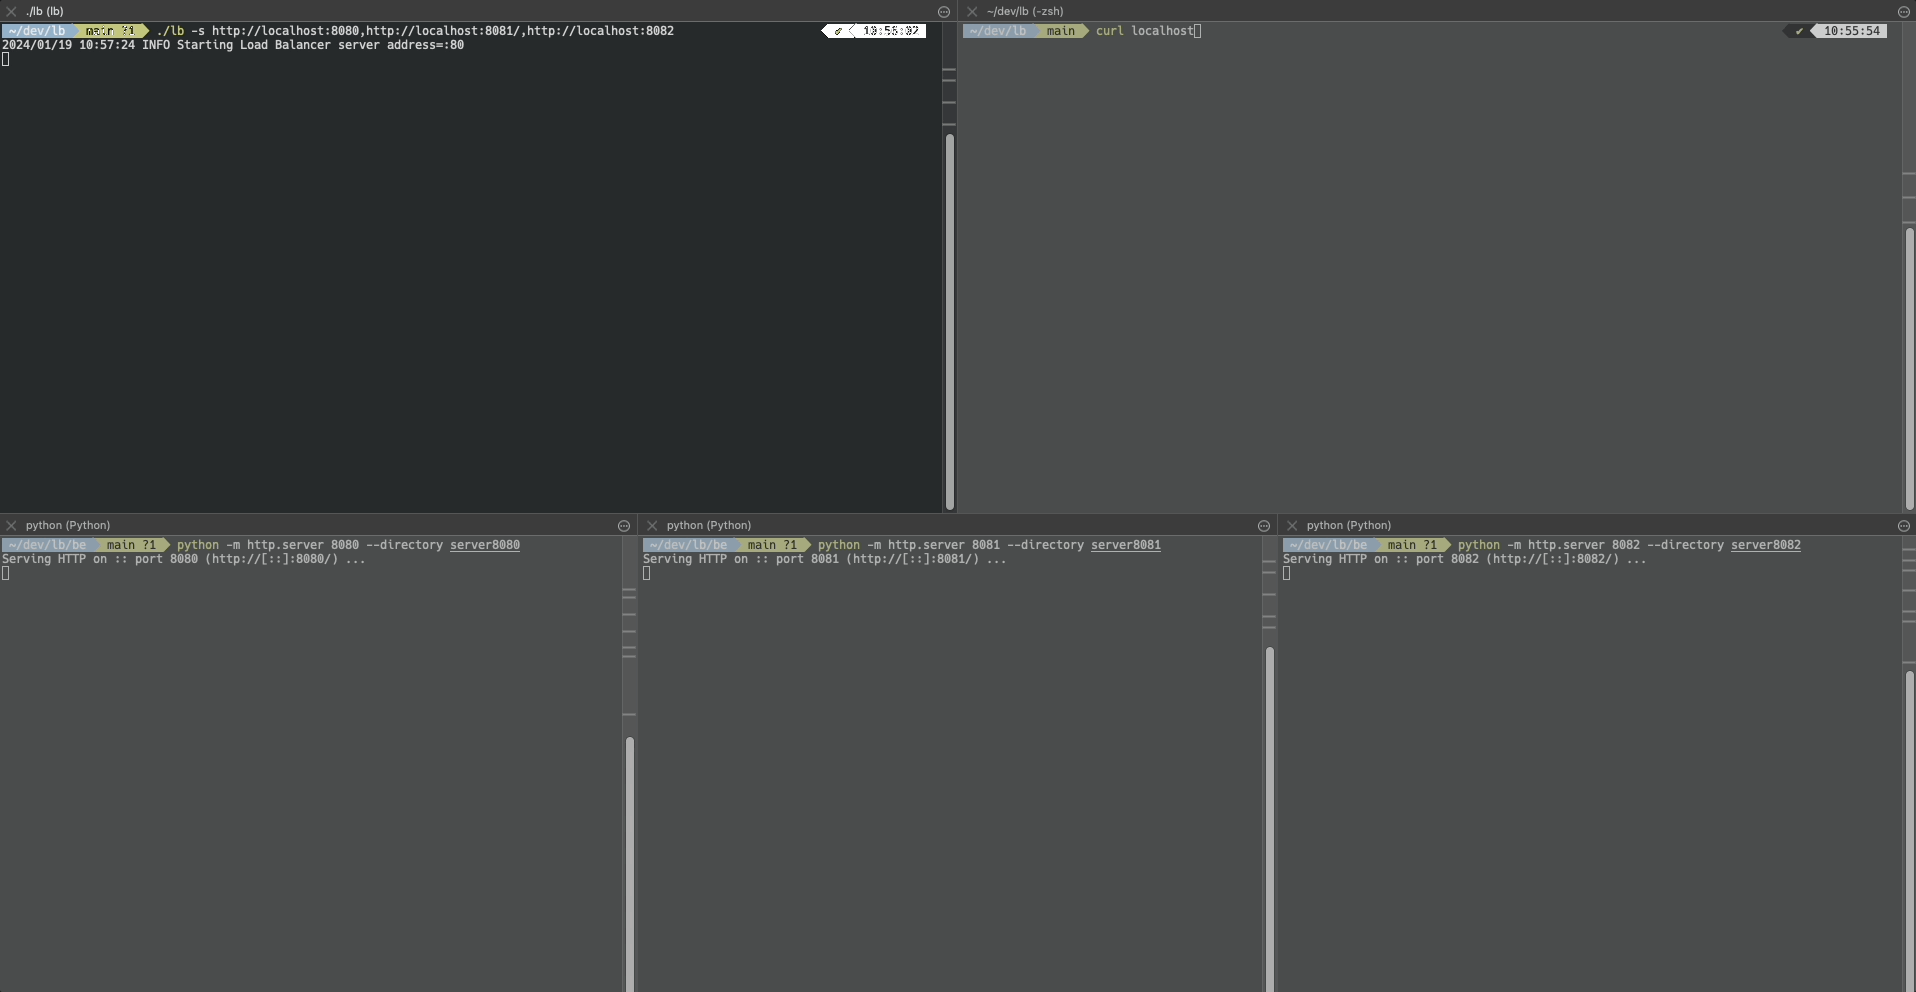 ./lb (lb)
~/dev/lb main ?1 ./lb -s http://localhost:8080,http://localhost:8081/,http://localhost:8082 ✔
2024/01/19 10:57:24 INFO Starting Load Balancer server address=:80
~/dev/lb (-zsh)
~/dev/lb main curl localhost ✔ 10:55:54
python (Python)
~/dev/lb/be main ?1 python -m http.server 8080 --directory server8080
Serving HTTP on :: port 8080 (http://[::]:8080/) ...
python (Python)
~/dev/lb/be main ?1 python -m http.server 8081 --directory server8081
Serving HTTP on :: port 8081 (http://[::]:8081/) ...
python (Python)
~/dev/lb/be main ?1 python -m http.server 8082 --directory server8082
Serving HTTP on :: port 8082 (http://[::]:8082/) ...